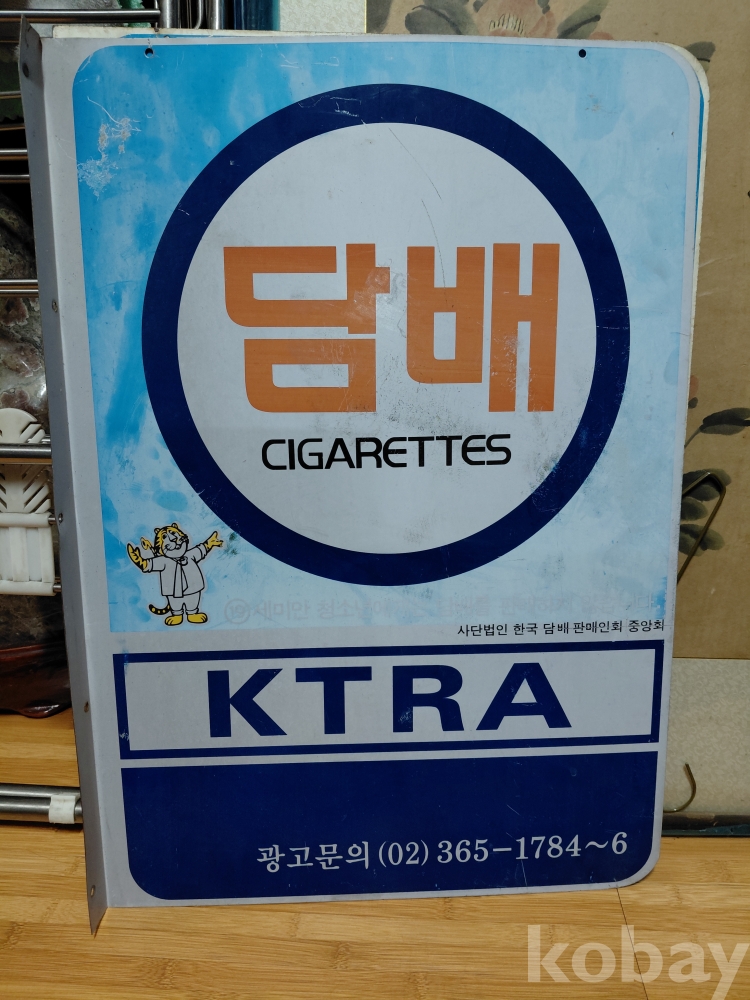 담배
CIGARETTES
사단법인 한국 담배 판매인회 중앙회
KTRA
광고문의 (02) 365-1784~6
kobay